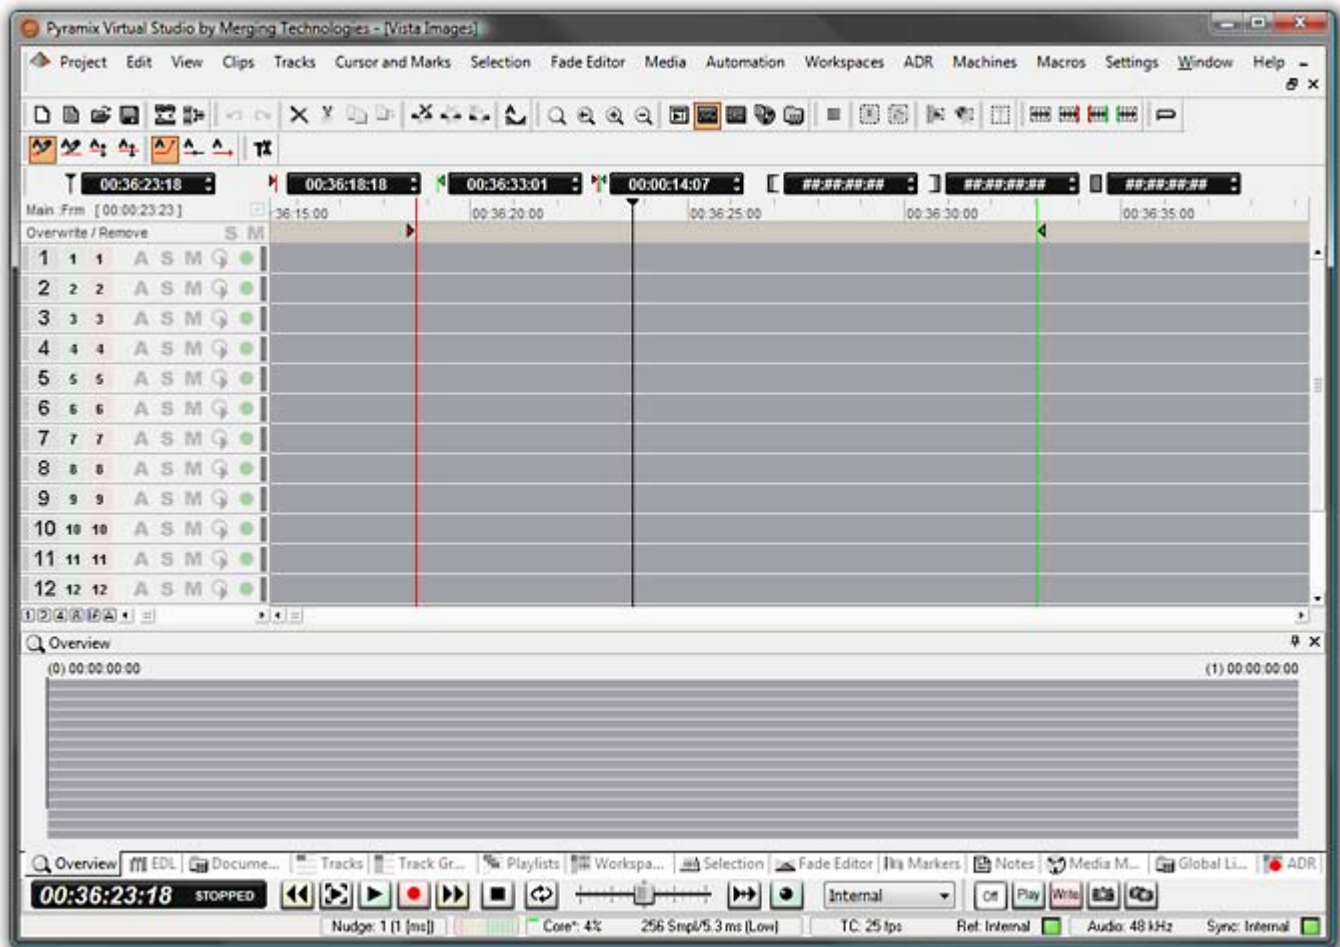 Pyramix Virtual Studio by Merging Technologies - [Vista Images]
Project Edit View Clips Tracks Cursor and Marks Selection Fade Editor Media Automation Workspaces ADR Machines Macros Settings Window Help
00:36:23:18 00:36:18:18 00:36:33:01 00:00:14:07 ##:##:##:## ##:##:##:## ##:##:##:##
Main :Frm [ 00:00:23:23 ] 36:15:00 00:36:20:00 00:36:25:00 00:36:30:00 00:36:35:00
Overwrite / Remove S M
1 1 1 A S M
2 2 2 A S M
3 3 3 A S M
4 4 4 A S M
5 5 5 A S M
6 6 6 A S M
7 7 7 A S M
8 8 8 A S M
9 9 9 A S M
10 10 10 A S M
11 11 11 A S M
12 12 12 A S M
Overview
(0) 00:00:00:00 (1) 00:00:00:00
Overview EDL Docume... Tracks Track Gr... Playlists Workspa... Selection Fade Editor Markers Notes Media M... Global Li... ADR
00:36:23:18 STOPPED Internal Off Play Write
Nudge: 1 (1 [ms]) Core*: 4% 256 Smpl/5.3 ms (Low) TC: 25 fps Ref: Internal Audio: 48 kHz Sync: Internal